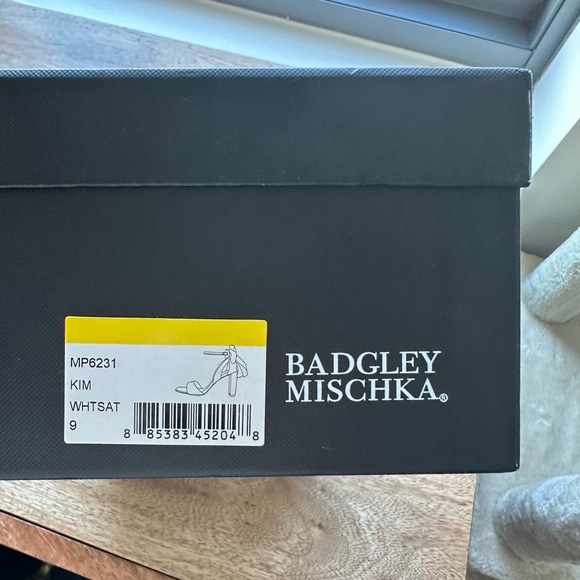 MP6231
KIM
WHTSAT
9
8 85383 45204 8
BADGLEY
MISCHKA®